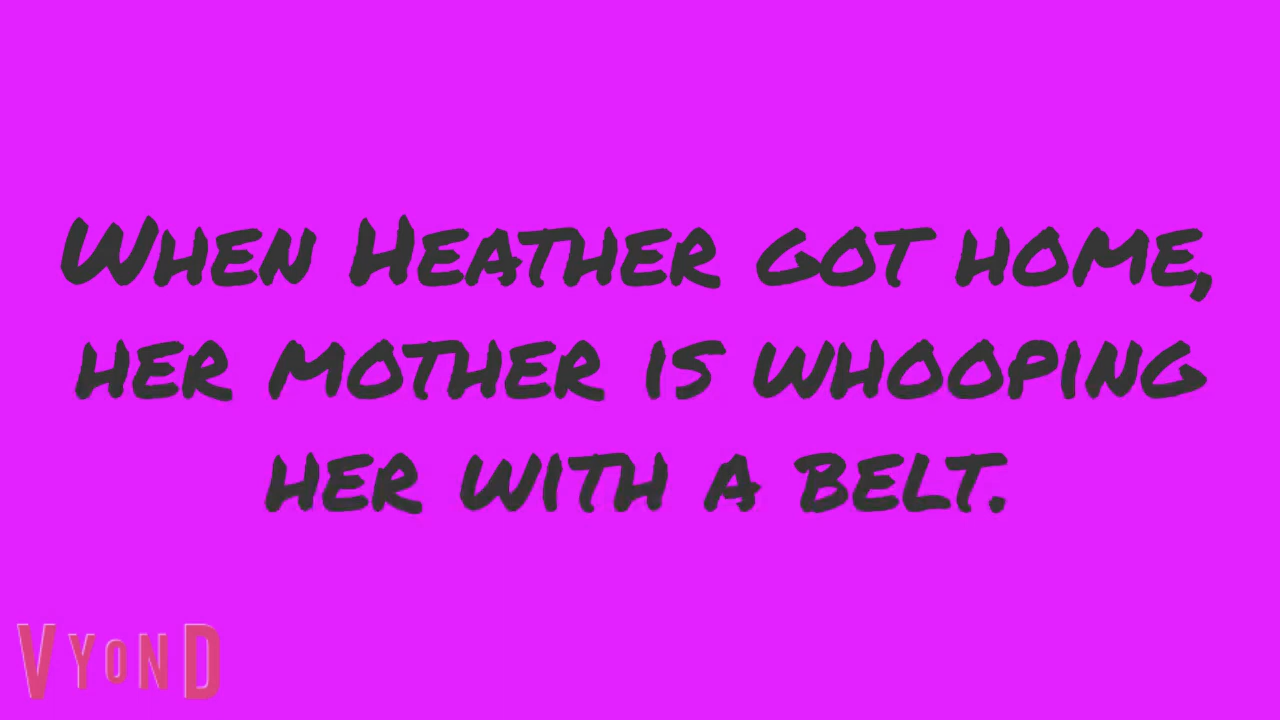 When Heather got home,
her mother is whooping
her with a belt.
VYOND